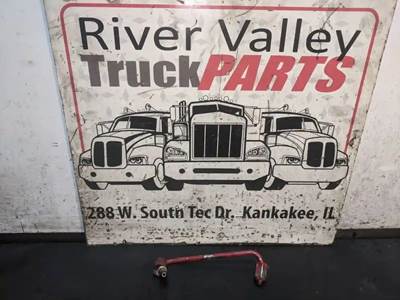 River Valley
TruckPARTS
288 W. South Tec Dr. Kankakee, IL